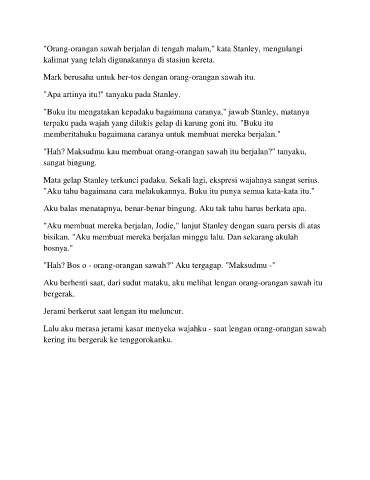 "Orang-orangan sawah berjalan di tengah malam," kata Stanley, mengulangi
kalimat yang telah digunakannya di stasiun kereta.
Mark berusaha untuk ber-tos dengan orang-orangan sawah itu.
"Apa artinya itu!" tanyaku pada Stanley.
"Buku itu mengatakan kepadaku bagaimana caranya," jawab Stanley, matanya
terpaku pada wajah yang dilukis gelap di karung goni itu. "Buku itu
memberitahuku bagaimana caranya untuk membuat mereka berjalan."
"Hah? Maksudmu kau membuat orang-orangan sawah itu berjalan?" tanyaku,
sangat bingung.
Mata gelap Stanley terkunci padaku. Sekali lagi, ekspresi wajahnya sangat serius.
"Aku tahu bagaimana cara melakukannya. Buku itu punya semua kata-kata itu."
Aku balas menatapnya, benar-benar bingung. Aku tak tahu harus berkata apa.
"Aku membuat mereka berjalan, Jodie," lanjut Stanley dengan suara persis di atas
bisikan. "Aku membuat mereka berjalan minggu lalu. Dan sekarang akulah
bosnya."
"Hah? Bos o - orang-orangan sawah?" Aku tergagap. "Maksudmu -"
Aku berhenti saat, dari sudut mataku, aku melihat lengan orang-orangan sawah itu
bergerak.
Jerami berkerut saat lengan itu meluncur.
Lalu aku merasa jerami kasar menyeka wajahku - saat lengan orang-orangan sawah
kering itu bergerak ke tenggorokanku.